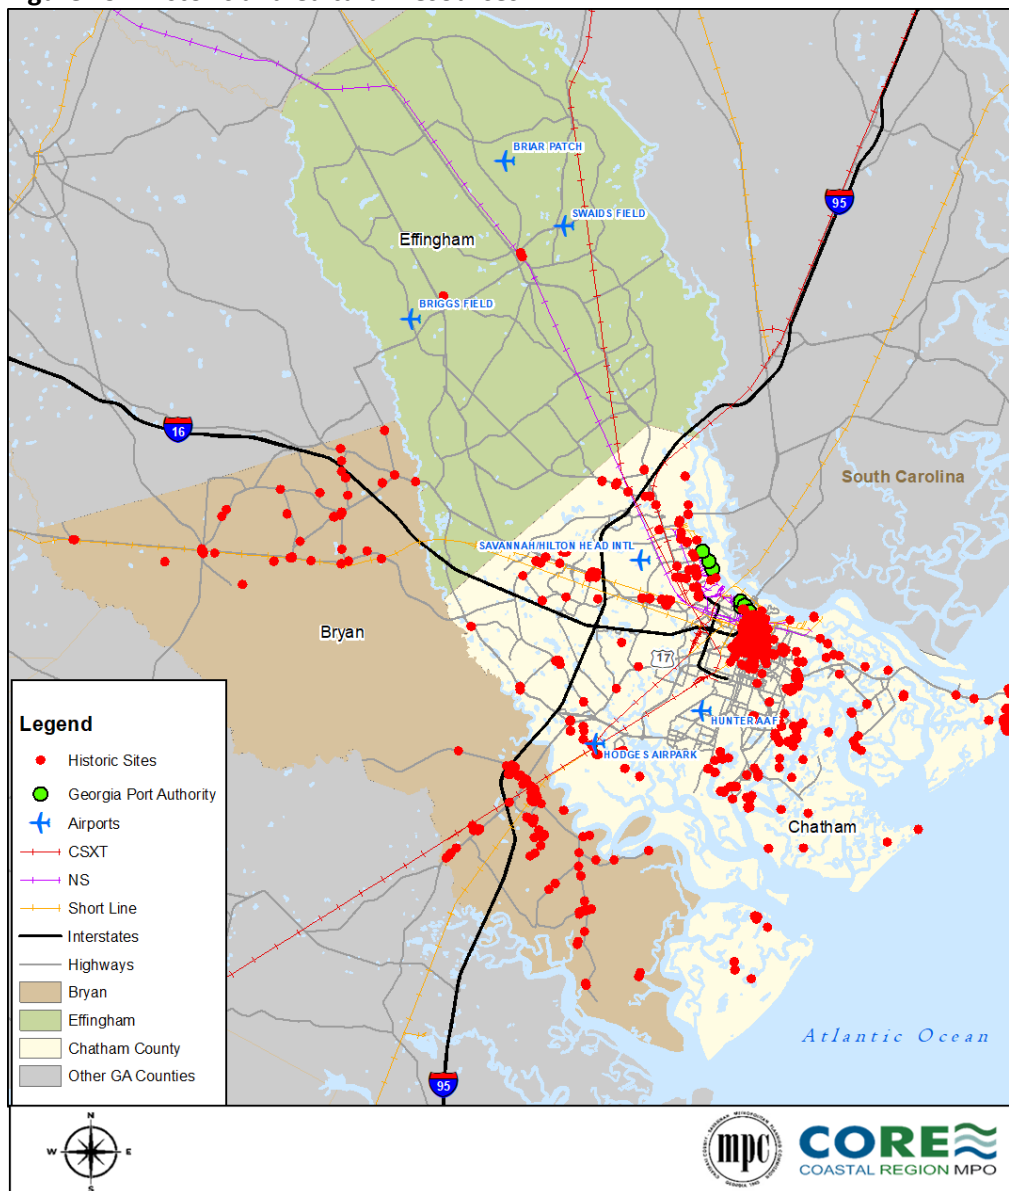 BRIAR PATCH
95
SWAIDS FIELD
Effingham
BRIGGS FIELD
16
South Carolina
SAVANNAH/HILTON HEAD INTL
Bryan
17
HUNTER AAF
HODGES AIRPARK
Chatham
Atlantic Ocean
95
Legend
Historic Sites
Georgia Port Authority
Airports
CSXT
NS
Short Line
Interstates
Highways
Bryan
Effingham
Chatham County
Other GA Counties
N
W E
S
mpc
CORE
COASTAL REGION MPO